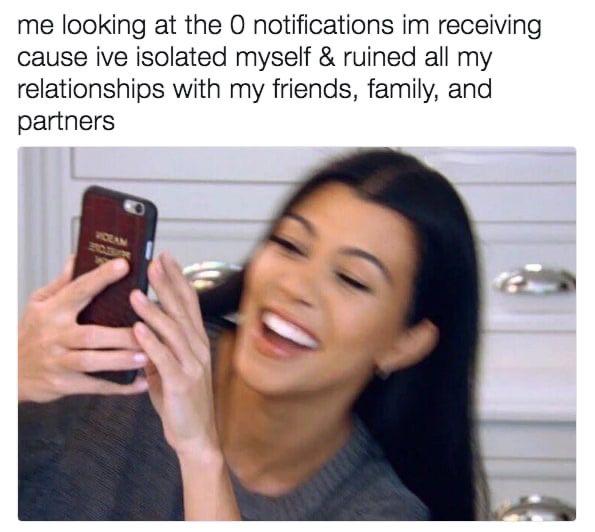 me looking at the 0 notifications im receiving
cause ive isolated myself & ruined all my
relationships with my friends, family, and
partners